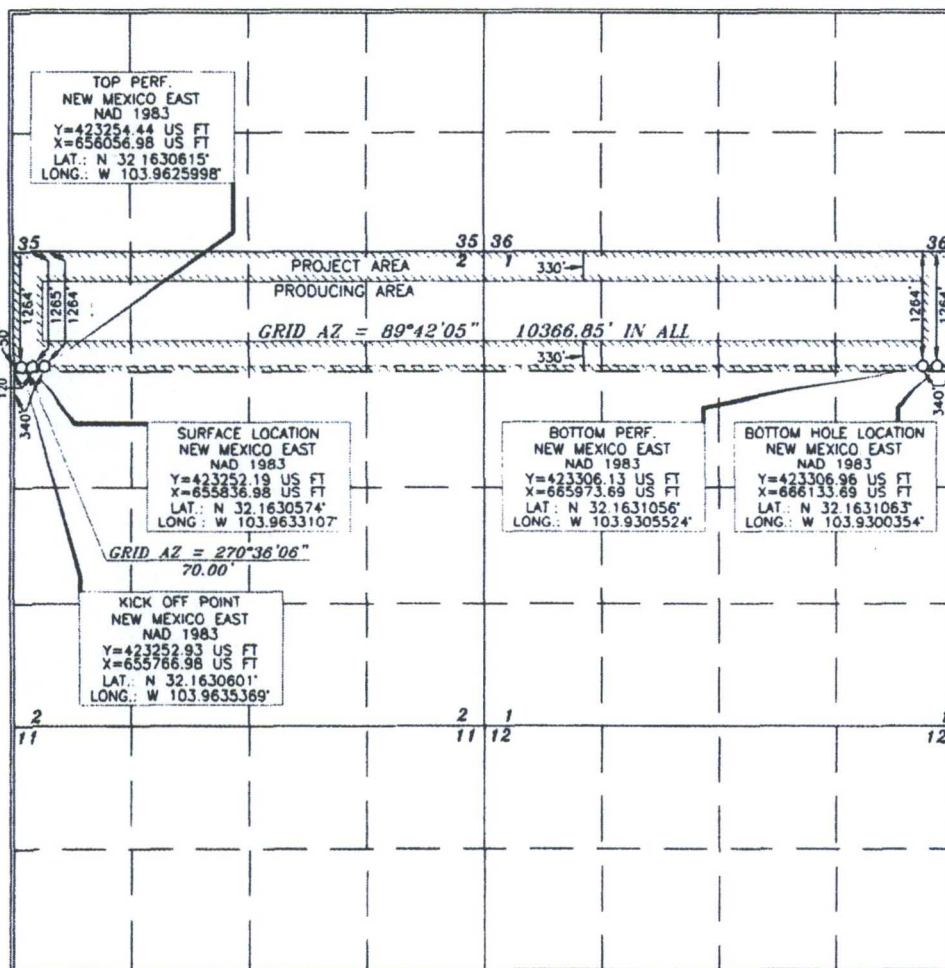 TOP PERF.
NEW MEXICO EAST
NAD 1983
Y=423254.44 US FT
X=656056.98 US FT
LAT.: N 32.1630615°
LONG.: W 103.9625998°
35
35
36
36
2
1
PROJECT AREA
330'
PRODUCING AREA
1264'
1265'
1264'
1264'
1264'
GRID AZ = 89°42'05" 10366.85' IN ALL
330'
340'
340'
SURFACE LOCATION
NEW MEXICO EAST
NAD 1983
Y=423252.19 US FT
X=655836.98 US FT
LAT.: N 32.1630574°
LONG.: W 103.9633107°
BOTTOM PERF.
NEW MEXICO EAST
NAD 1983
Y=423306.13 US FT
X=665973.69 US FT
LAT.: N 32.1631056°
LONG.: W 103.9305524°
BOTTOM HOLE LOCATION
NEW MEXICO EAST
NAD 1983
Y=423306.96 US FT
X=666133.69 US FT
LAT.: N 32.1631063°
LONG.: W 103.9300354°
GRID AZ = 270°36'06"
70.00'
KICK OFF POINT
NEW MEXICO EAST
NAD 1983
Y=423252.93 US FT
X=655766.98 US FT
LAT.: N 32.1630601°
LONG.: W 103.9635369°
2
2
1
11
11
12
12